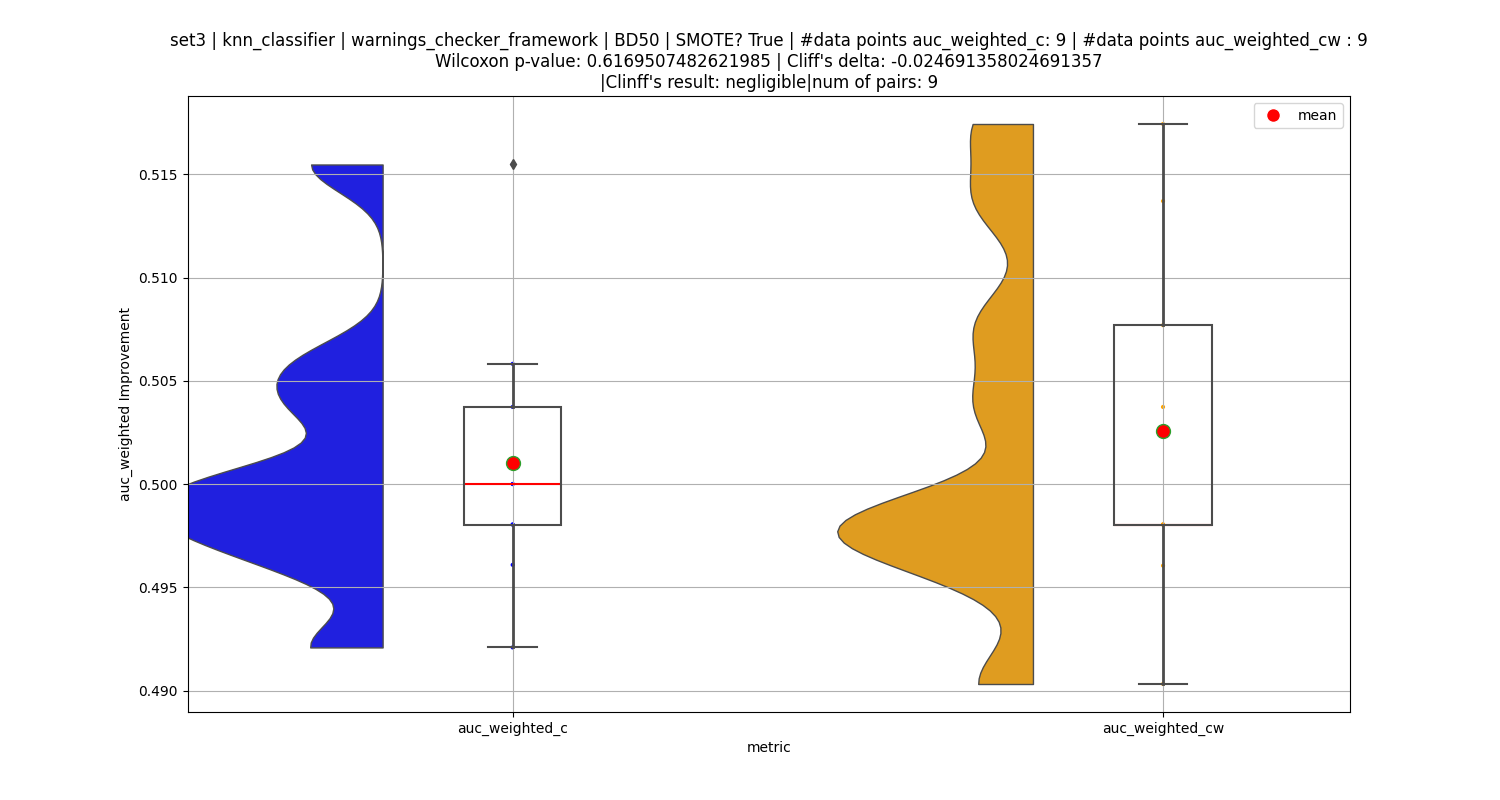 set3 | knn_classifier | warnings_checker_framework | BD50 | SMOTE? True | #data points auc_weighted_c: 9 | #data points auc_weighted_cw : 9
Wilcoxon p-value: 0.6169507482621985 | Cliff's delta: -0.024691358024691357
|Clinff's result: negligible|num of pairs: 9
mean
0.515
0.510
0.505
0.500
0.495
0.490
auc_weighted Improvement
auc_weighted_c
auc_weighted_cw
metric